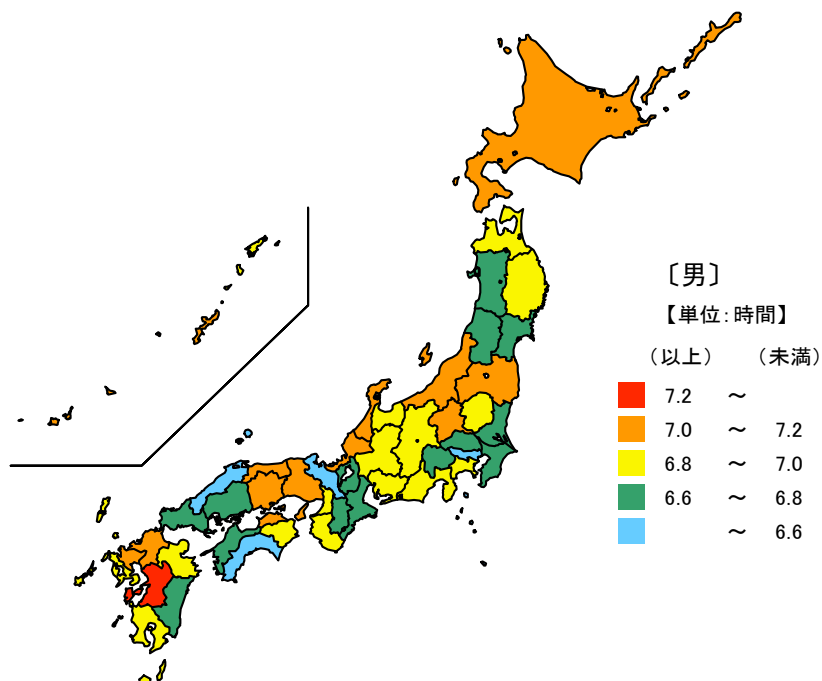 〔男〕
【単位：時間】
（以上） （未満）
7.2 ～
7.0 ～ 7.2
6.8 ～ 7.0
6.6 ～ 6.8
～ 6.6